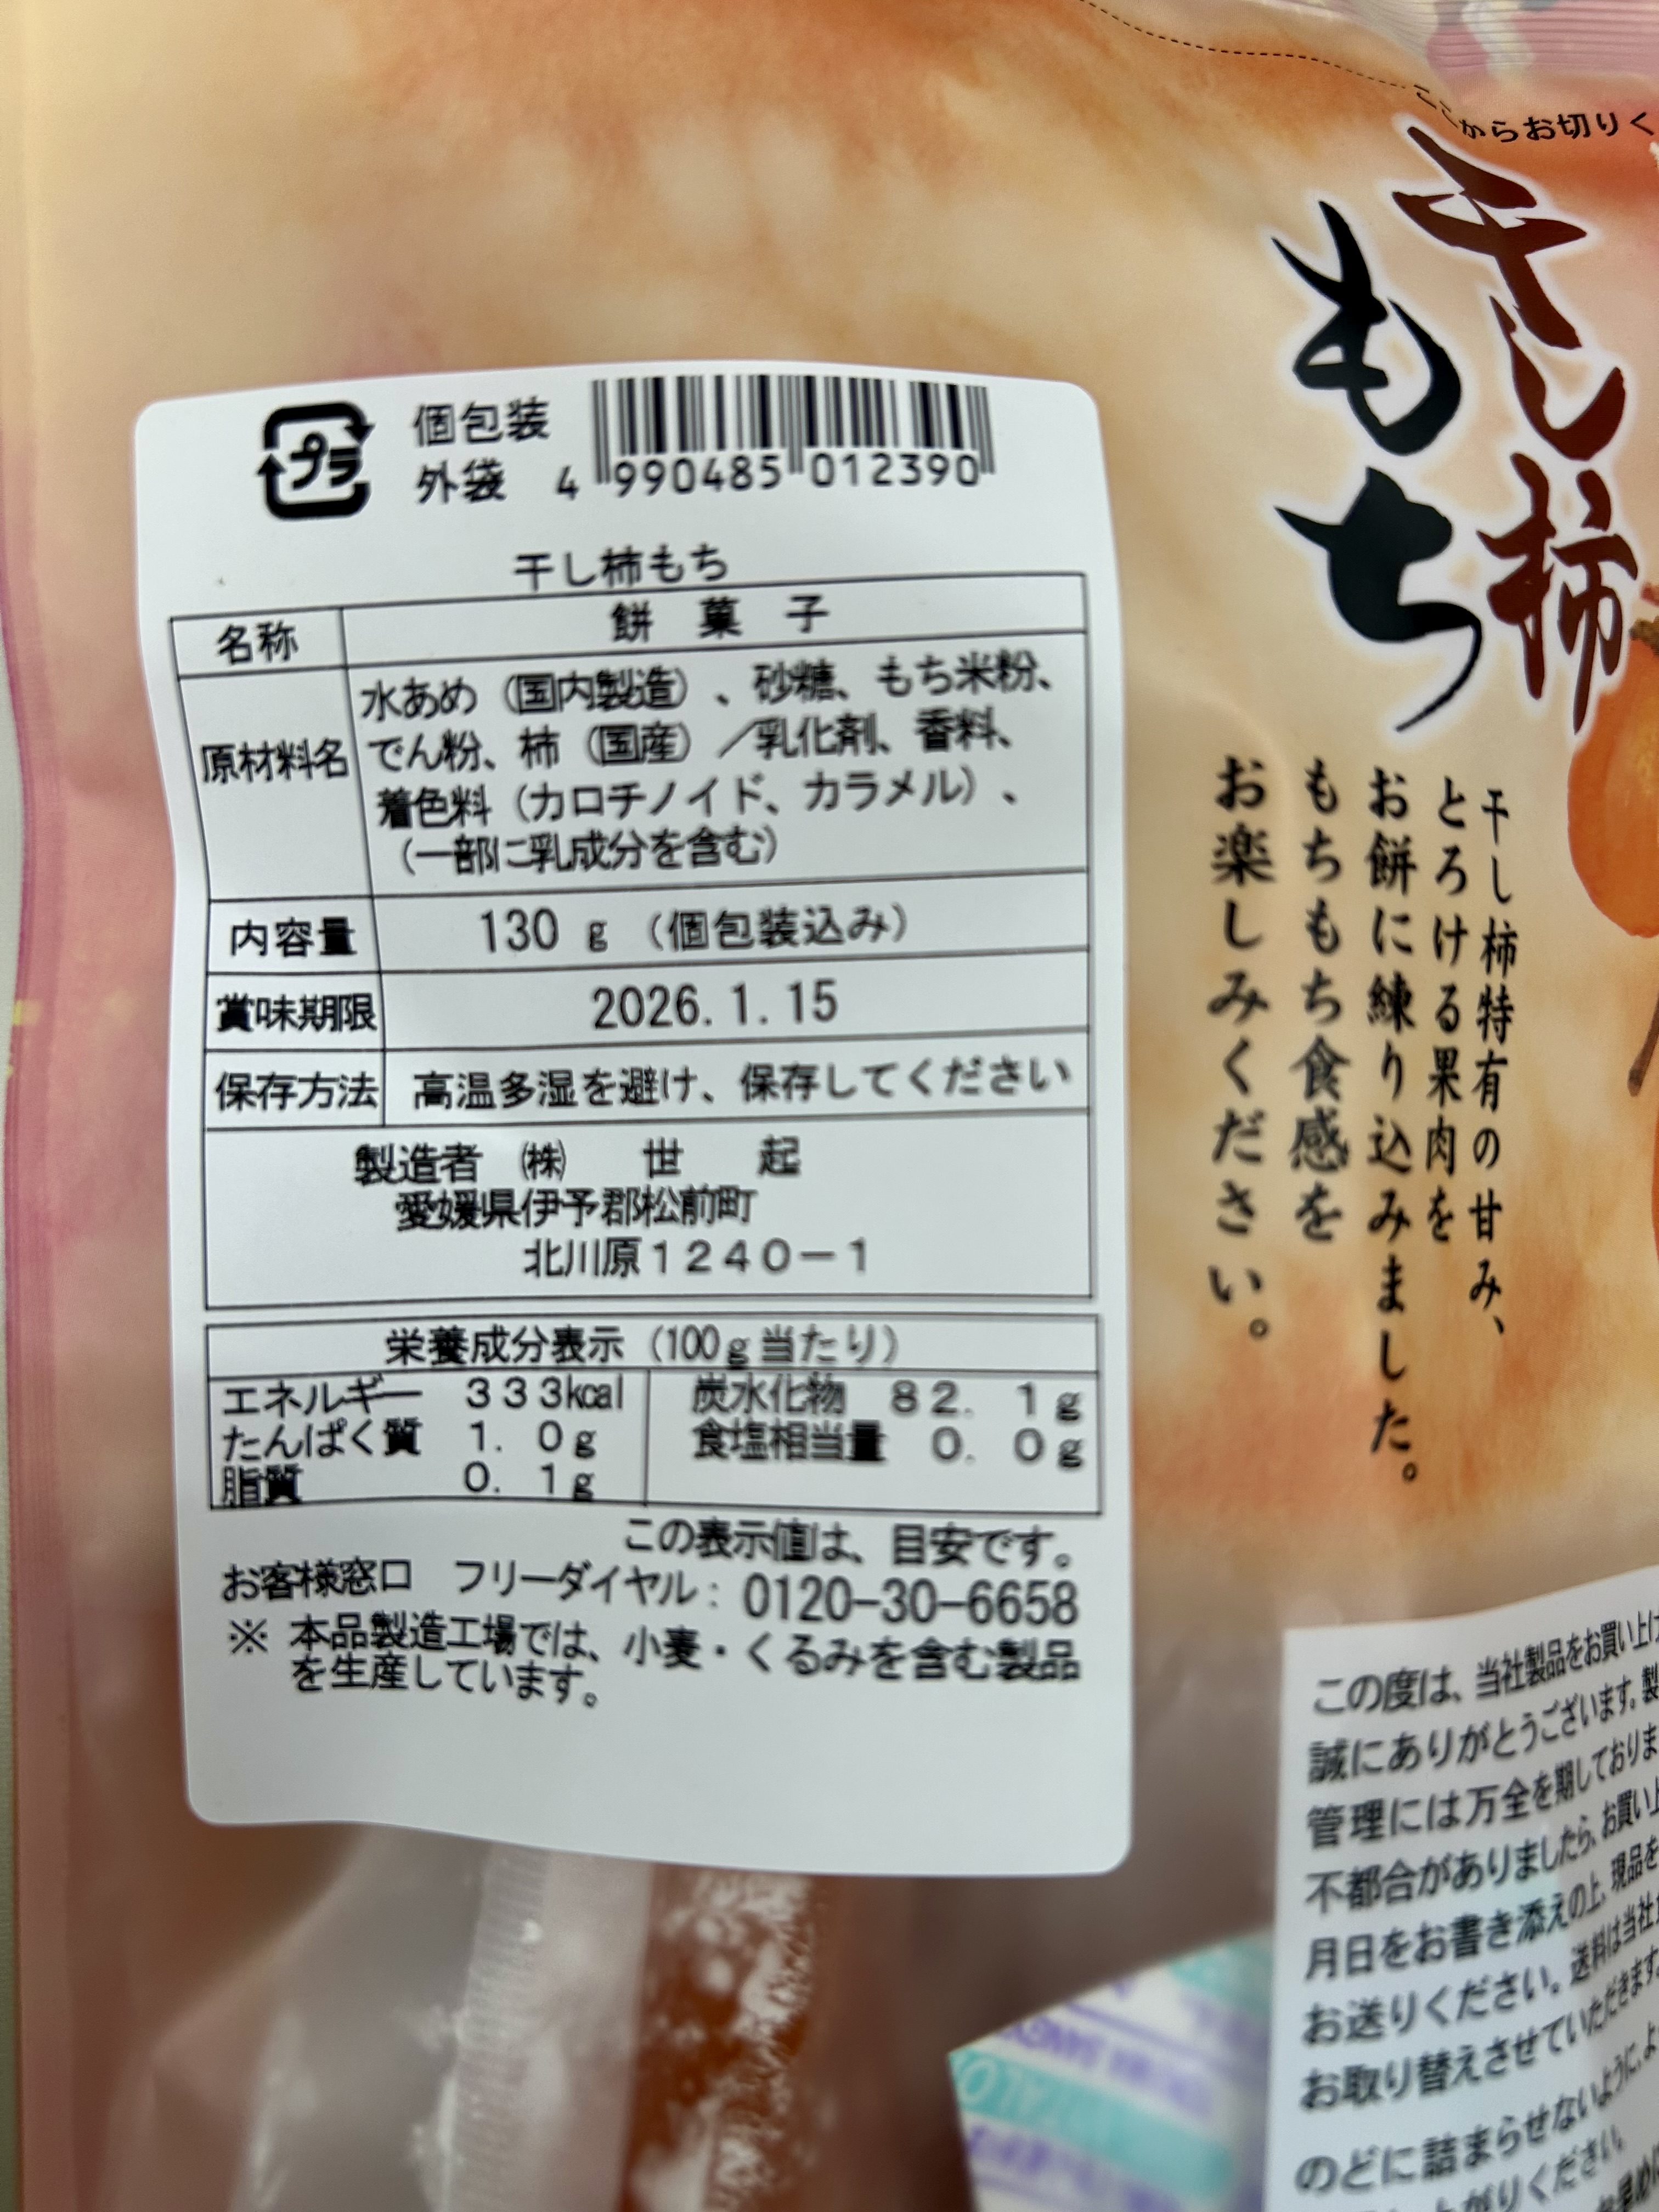 ここからお切りく
干し柿
もち
干し柿特有の甘み、
とろける果肉を
お餅に練り込みました。
もちもち食感を
お楽しみください。
プラ
個包装
外袋
4 990485 012390
干し柿もち
名称 餅菓子
原材料名 水あめ(国内製造)、砂糖、もち米粉、
でん粉、柿(国産)/乳化剤、香料、
着色料(カロチノイド、カラメル)、
(一部に乳成分を含む)
内容量 130 g (個包装込み)
賞味期限 2026.1.15
保存方法 高温多湿を避け、保存してください
製造者 ㈱ 世 起
愛媛県伊予郡松前町
北川原1240-1
栄養成分表示(100g当たり)
エネルギー 333kcal 炭水化物 82.1g
たんぱく質 1.0g 食塩相当量 0.0g
脂質 0.1g
この表示値は、目安です。
お客様窓口 フリーダイヤル:0120-30-6658
※ 本品製造工場では、小麦・くるみを含む製品
を生産しています。
この度は、当社製品をお買い上げ
誠にありがとうございます。製
管理には万全を期しておりま
不都合がありましたら、お買い上
月日をお書き添えの上、現品を
お送りください。送料は当社
お取り替えさせていただきます。
のどに詰まらせないように、よ